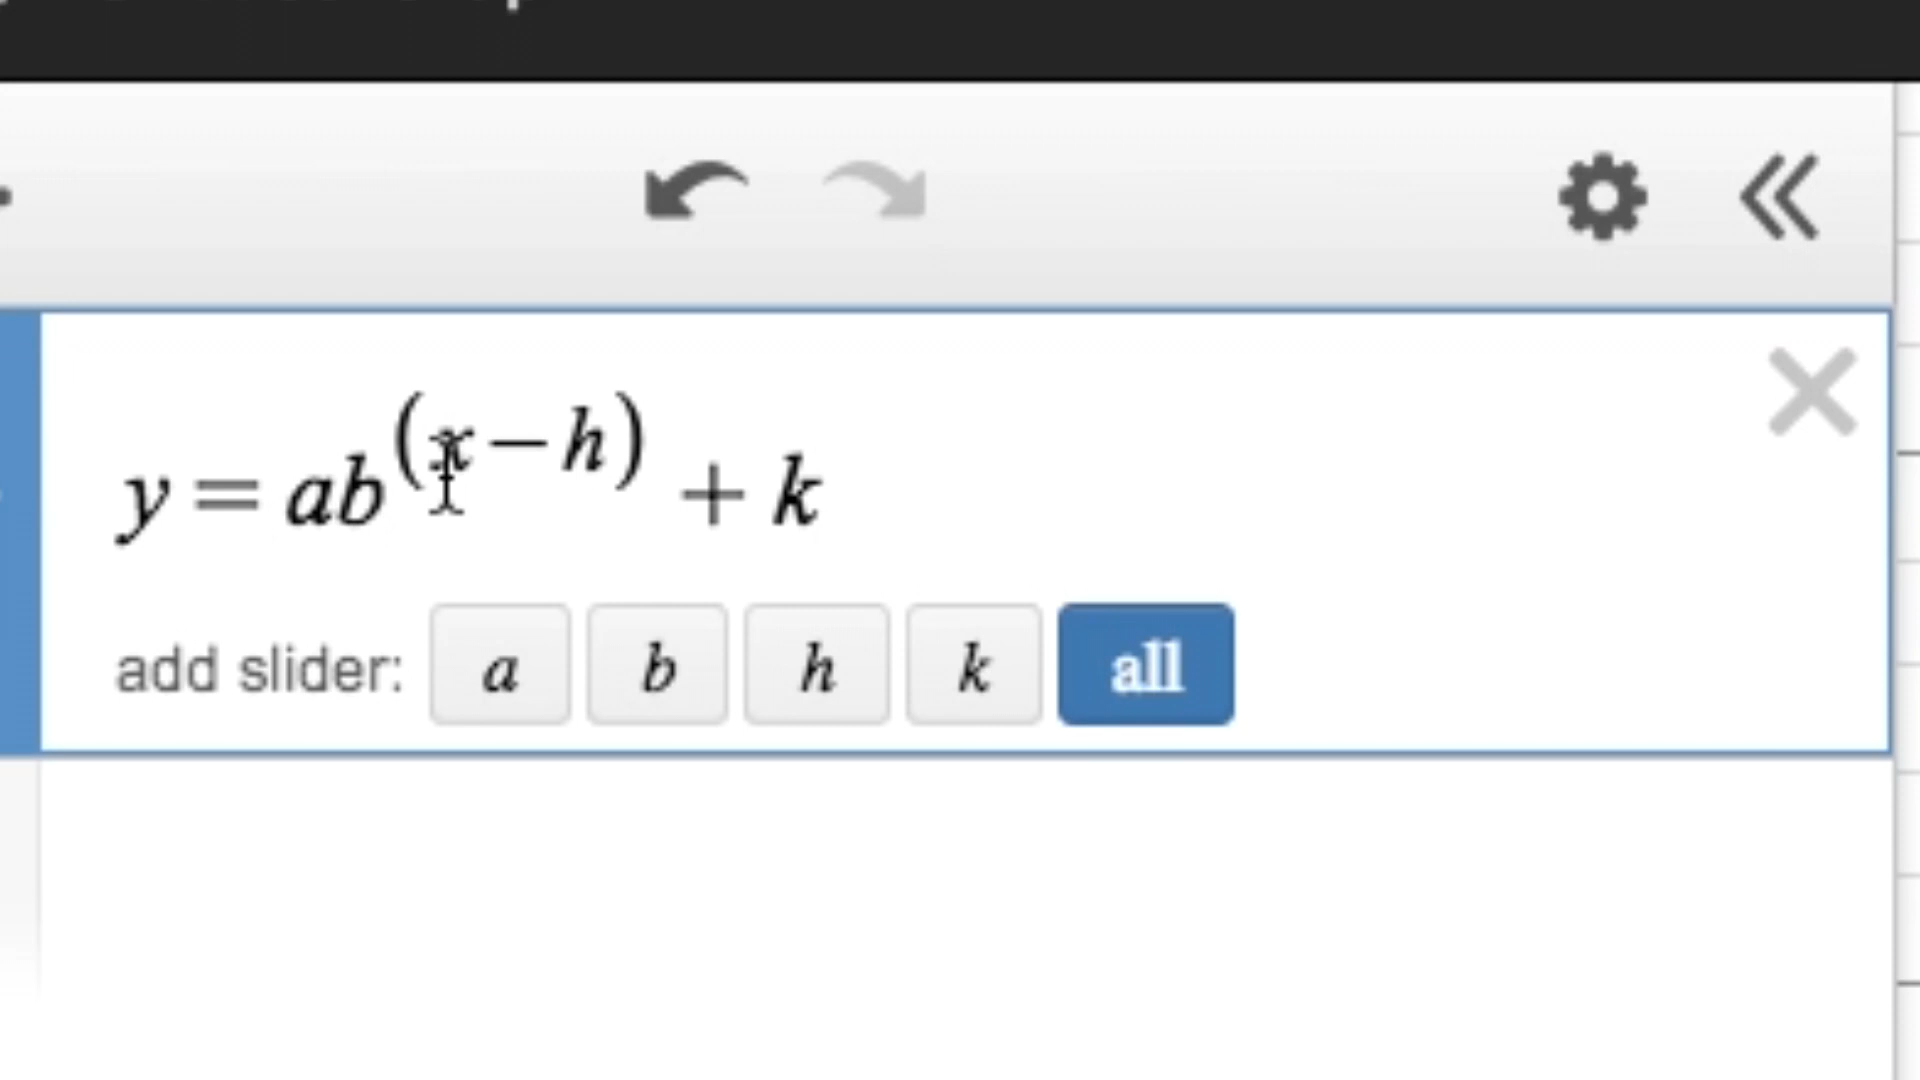 y = ab^(x - h) + k
add slider: a b h k all